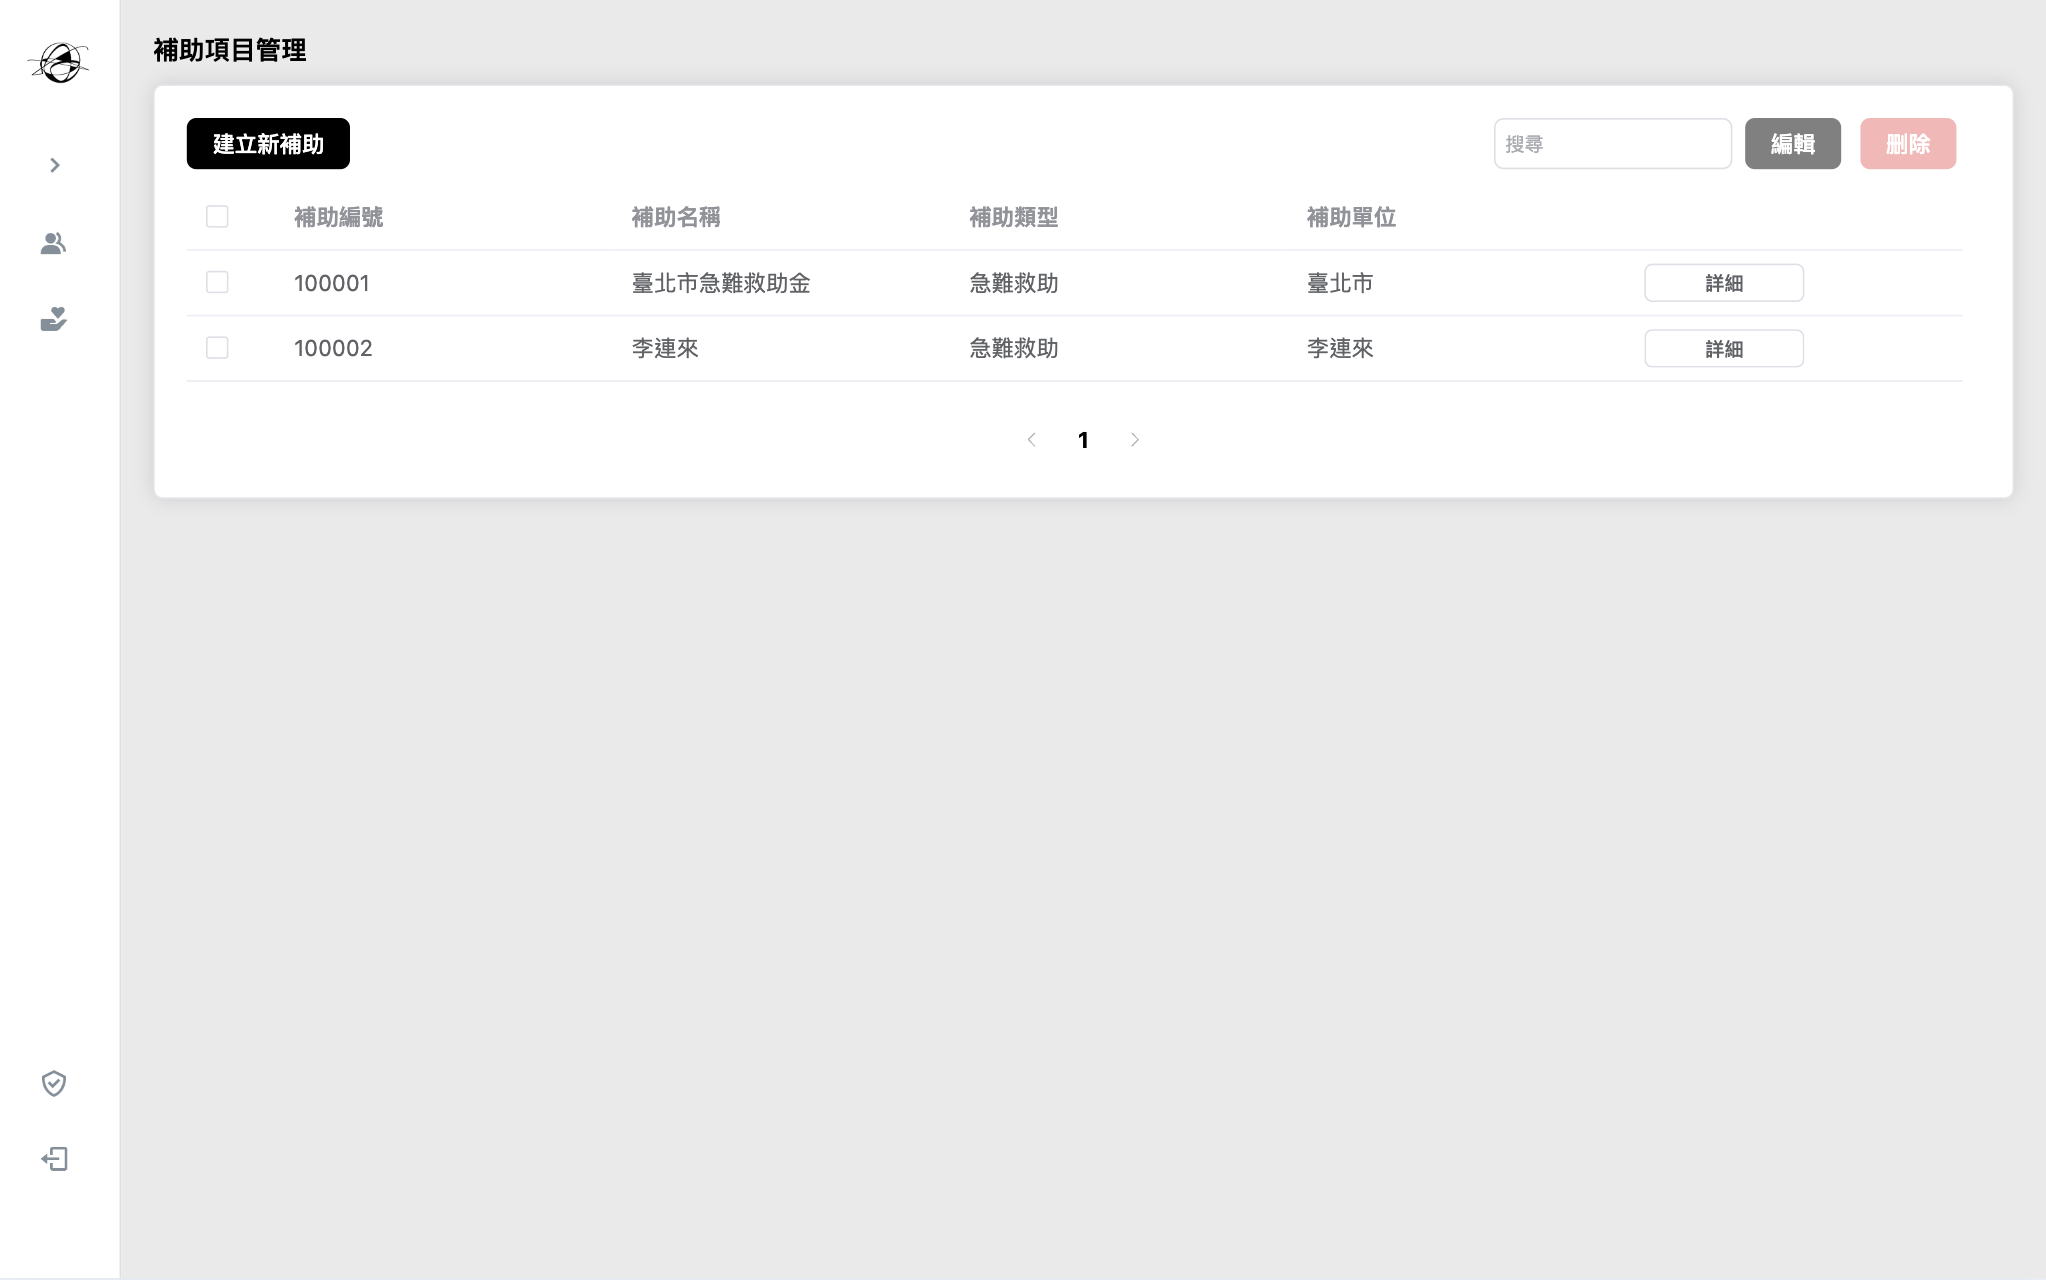 補助項目管理
建立新補助
搜尋
編輯
刪除
補助編號 補助名稱 補助類型 補助單位
100001 臺北市急難救助金 急難救助 臺北市 詳細
100002 李連來 急難救助 李連來 詳細
1